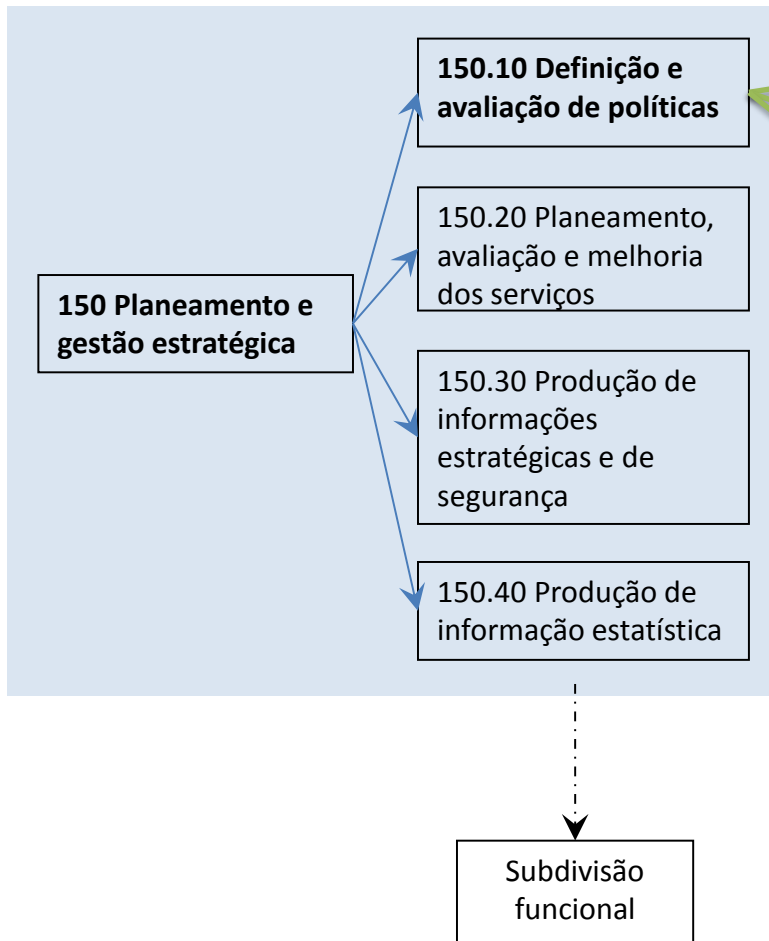 150.10 Definição e
avaliação de políticas
150.20 Planeamento,
avaliação e melhoria
dos serviços
150 Planeamento e
gestão estratégica
150.30 Produção de
informações
estratégicas e de
segurança
150.40 Produção de
informação estatística
Subdivisão
funcional